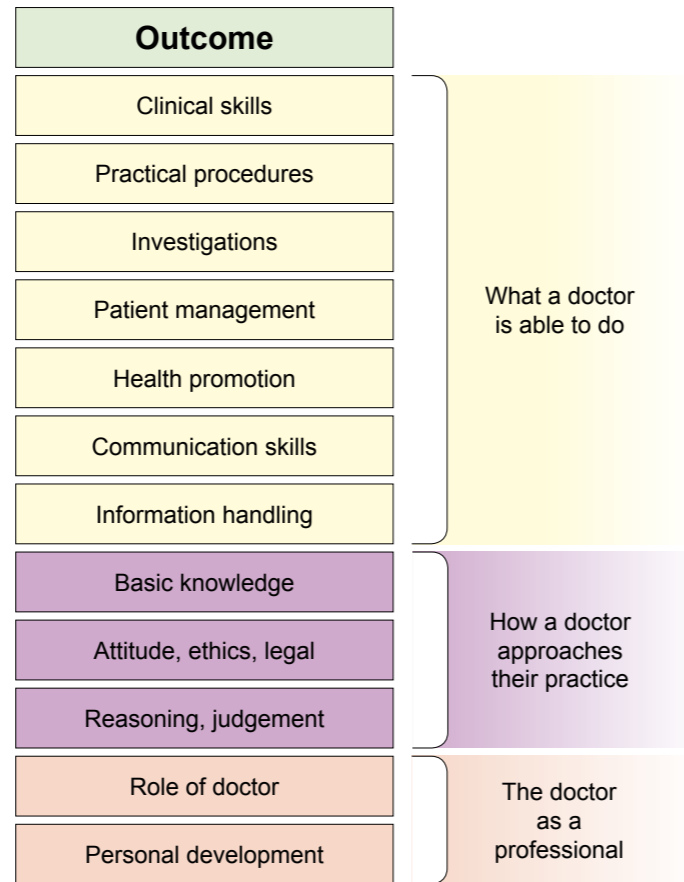 Outcome
Clinical skills
Practical procedures
Investigations
Patient management
Health promotion
Communication skills
Information handling
What a doctor
is able to do
Basic knowledge
Attitude, ethics, legal
Reasoning, judgement
How a doctor
approaches
their practice
Role of doctor
Personal development
The doctor
as a
professional